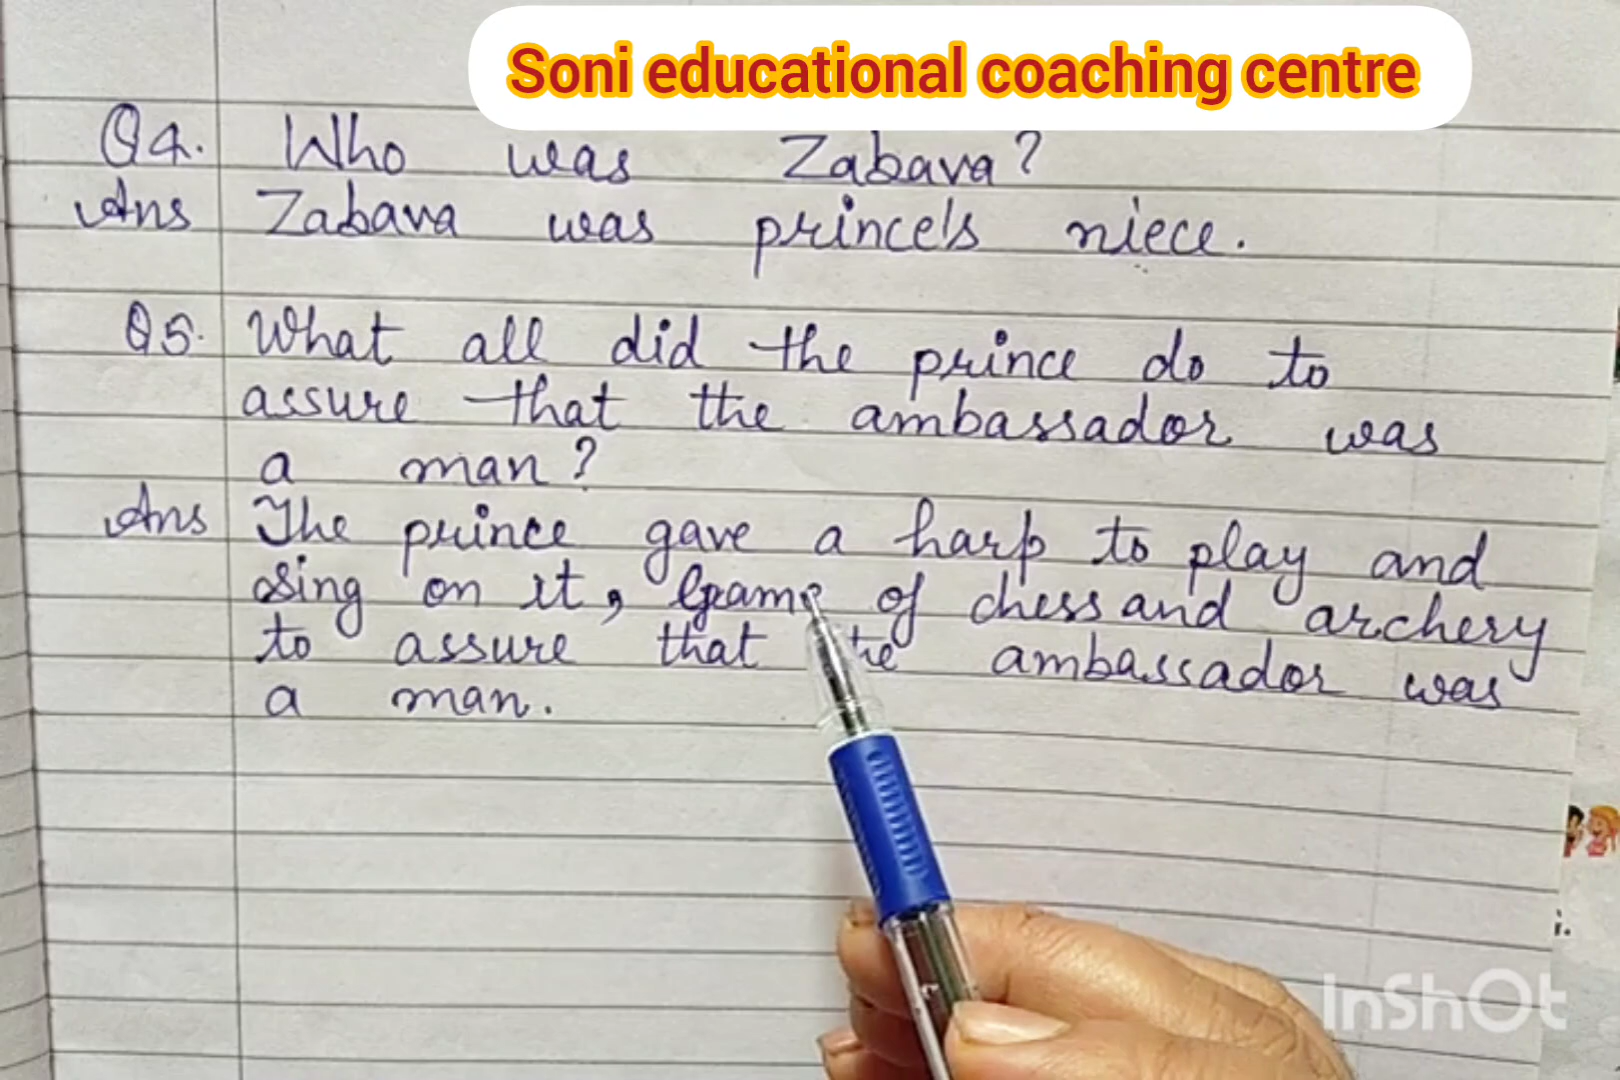 Soni educational coaching centre
Q4. Who was Zabava?
Ans Zabava was prince's niece.
Q5. What all did the prince do to
assure that the ambassador was
a man?
Ans The prince gave a harp to play and
sing on it, Game of chess and archery
to assure that the ambassador was
a man.
i.
InShOt